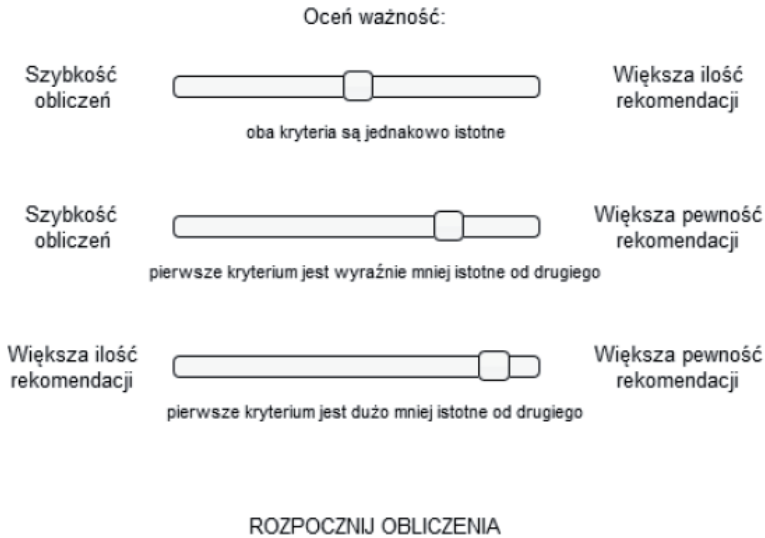 Oceń ważność:
Szybkość
obliczeń
Większa ilość
rekomendacji
oba kryteria są jednakowo istotne
Szybkość
obliczeń
Większa pewność
rekomendacji
pierwsze kryterium jest wyraźnie mniej istotne od drugiego
Większa ilość
rekomendacji
Większa pewność
rekomendacji
pierwsze kryterium jest dużo mniej istotne od drugiego
ROZPOCZNIJ OBLICZENIA